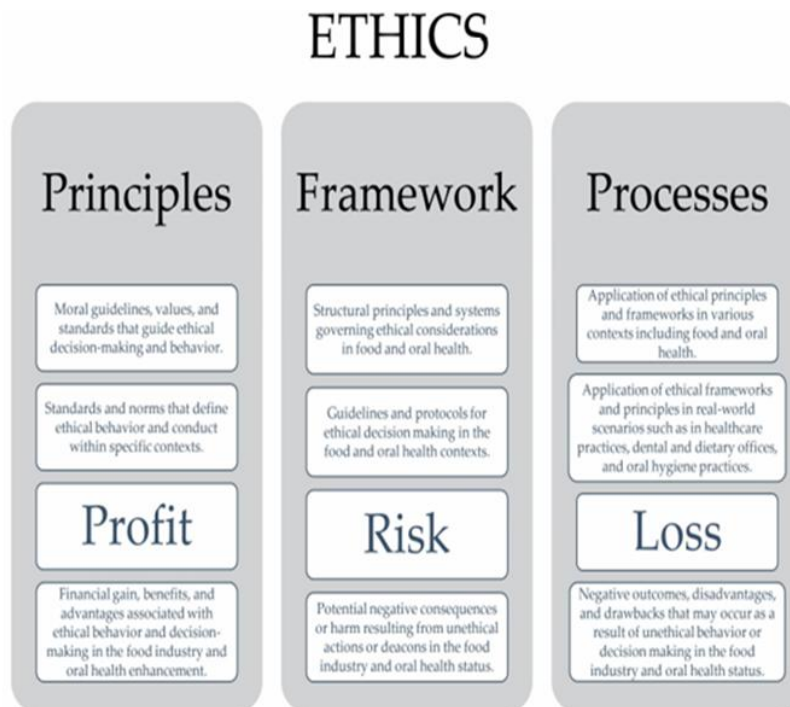 ETHICS
Principles
Moral guidelines, values, and
standards that guide ethical
decision-making and behavior.
Standards and norms that define
ethical behavior and conduct
within specific contexts.
Profit
Financial gain, benefits, and
advantages associated with
ethical behavior and decision-
making in the food industry and
oral health enhancement.
Framework
Structural principles and systems
governing ethical considerations
in food and oral health.
Guidelines and protocols for
ethical decision making in the
food and oral health contexts.
Risk
Potential negative consequences
or harm resulting from unethical
actions or deacons in the food
industry and oral health status.
Processes
Application of ethical principles
and frameworks in various
contexts including food and oral
health.
Application of ethical frameworks
and principles in real-world
scenarios such as in healthcare
practices, dental and dietary offices,
and oral hygiene practices.
Loss
Negative outcomes, disadvantages,
and drawbacks that may occur as a
result of unethical behavior or
decision making in the food
industry and oral health status.